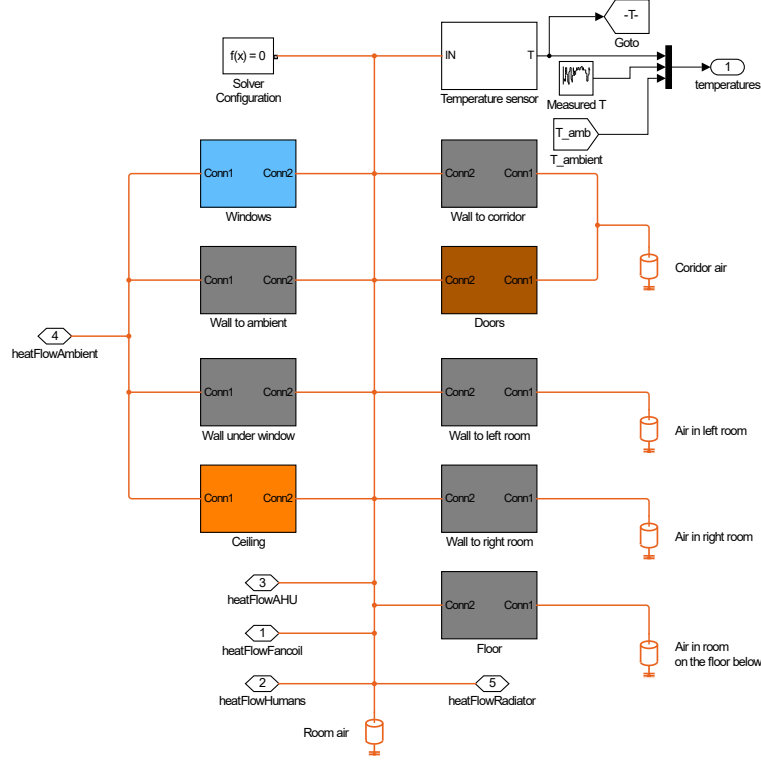 -T-
Goto
f(x) = 0
Solver
Configuration
IN
T
Temperature sensor
Measured T
1
temperatures
T_amb
T_ambient
Conn1
Conn2
Windows
Conn2
Conn1
Wall to corridor
Coridor air
Conn1
Conn2
Wall to ambient
Conn2
Conn1
Doors
4
heatFlowAmbient
Conn1
Conn2
Wall under window
Conn2
Conn1
Wall to left room
Air in left room
Conn1
Conn2
Ceiling
Conn2
Conn1
Wall to right room
Air in right room
3
heatFlowAHU
Conn2
Conn1
Floor
1
heatFlowFancoil
Air in room
on the floor below
2
heatFlowHumans
5
heatFlowRadiator
Room air